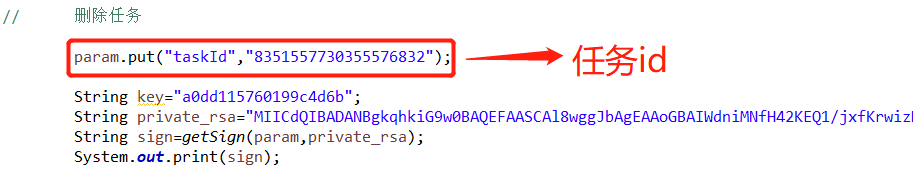 //      删除任务
param.put("taskId","8351557730355576832");
任务id
String key="a0dd115760199c4d6b";
String private_rsa="MIICdQIBADANBgkqhkiG9w0BAQEFAASCAl8wggJbAgEAAoGBAIWdniMNfH42KEQ1/jxfKrwiz
String sign=getSign(param,private_rsa);
System.out.print(sign);